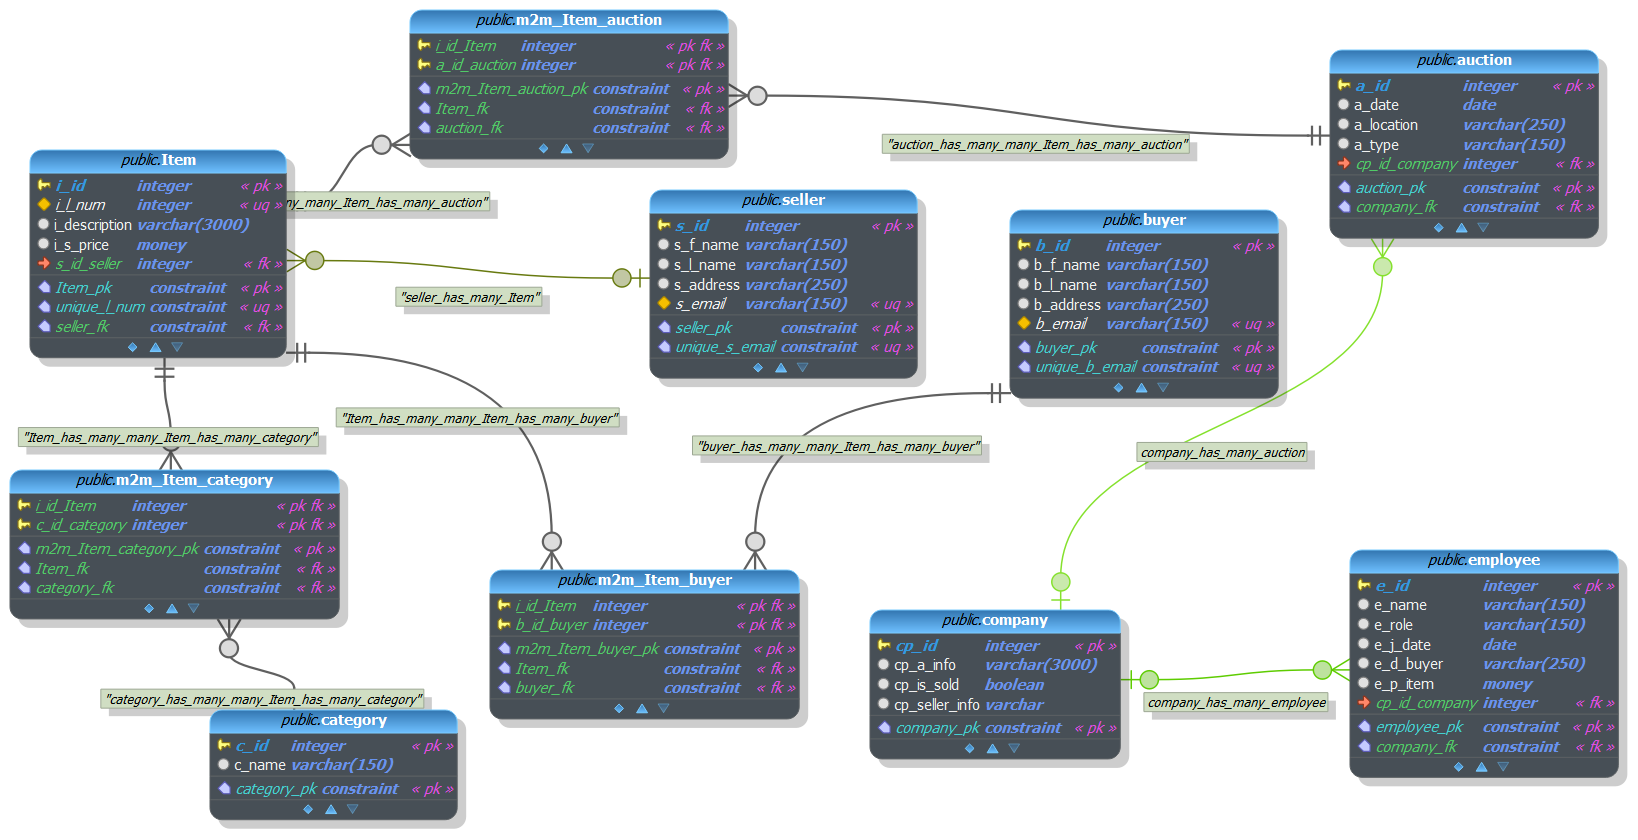 public.m2m_Item_auction
i_id_Item integer « pk fk »
a_id_auction integer « pk fk »
m2m_Item_auction_pk constraint « pk »
Item_fk constraint « fk »
auction_fk constraint « fk »
public.auction
a_id integer « pk »
a_date date
a_location varchar(250)
a_type varchar(150)
cp_id_company integer « fk »
auction_pk constraint « pk »
company_fk constraint « fk »
"auction_has_many_many_Item_has_many_auction"
public.Item
i_id integer « pk »
i_l_num integer « uq »
i_description varchar(3000)
i_s_price money
s_id_seller integer « fk »
Item_pk constraint « pk »
unique_l_num constraint « uq »
seller_fk constraint « fk »
ny_many_Item_has_many_auction"
public.seller
s_id integer « pk »
s_f_name varchar(150)
s_l_name varchar(150)
s_address varchar(250)
s_email varchar(150) « uq »
seller_pk constraint « pk »
unique_s_email constraint « uq »
"seller_has_many_Item"
public.buyer
b_id integer « pk »
b_f_name varchar(150)
b_l_name varchar(150)
b_address varchar(250)
b_email varchar(150) « uq »
buyer_pk constraint « pk »
unique_b_email constraint « uq »
"Item_has_many_many_Item_has_many_category"
"Item_has_many_many_Item_has_many_buyer"
"buyer_has_many_many_Item_has_many_buyer"
company_has_many_auction
public.m2m_Item_category
i_id_Item integer « pk fk »
c_id_category integer « pk fk »
m2m_Item_category_pk constraint « pk »
Item_fk constraint « fk »
category_fk constraint « fk »
public.m2m_Item_buyer
i_id_Item integer « pk fk »
b_id_buyer integer « pk fk »
m2m_Item_buyer_pk constraint « pk »
Item_fk constraint « fk »
buyer_fk constraint « fk »
public.company
cp_id integer « pk »
cp_a_info varchar(3000)
cp_is_sold boolean
cp_seller_info varchar
company_pk constraint « pk »
public.employee
e_id integer « pk »
e_name varchar(150)
e_role varchar(150)
e_j_date date
e_d_buyer varchar(250)
e_p_item money
cp_id_company integer « fk »
employee_pk constraint « pk »
company_fk constraint « fk »
company_has_many_employee
"category_has_many_many_Item_has_many_category"
public.category
c_id integer « pk »
c_name varchar(150)
category_pk constraint « pk »